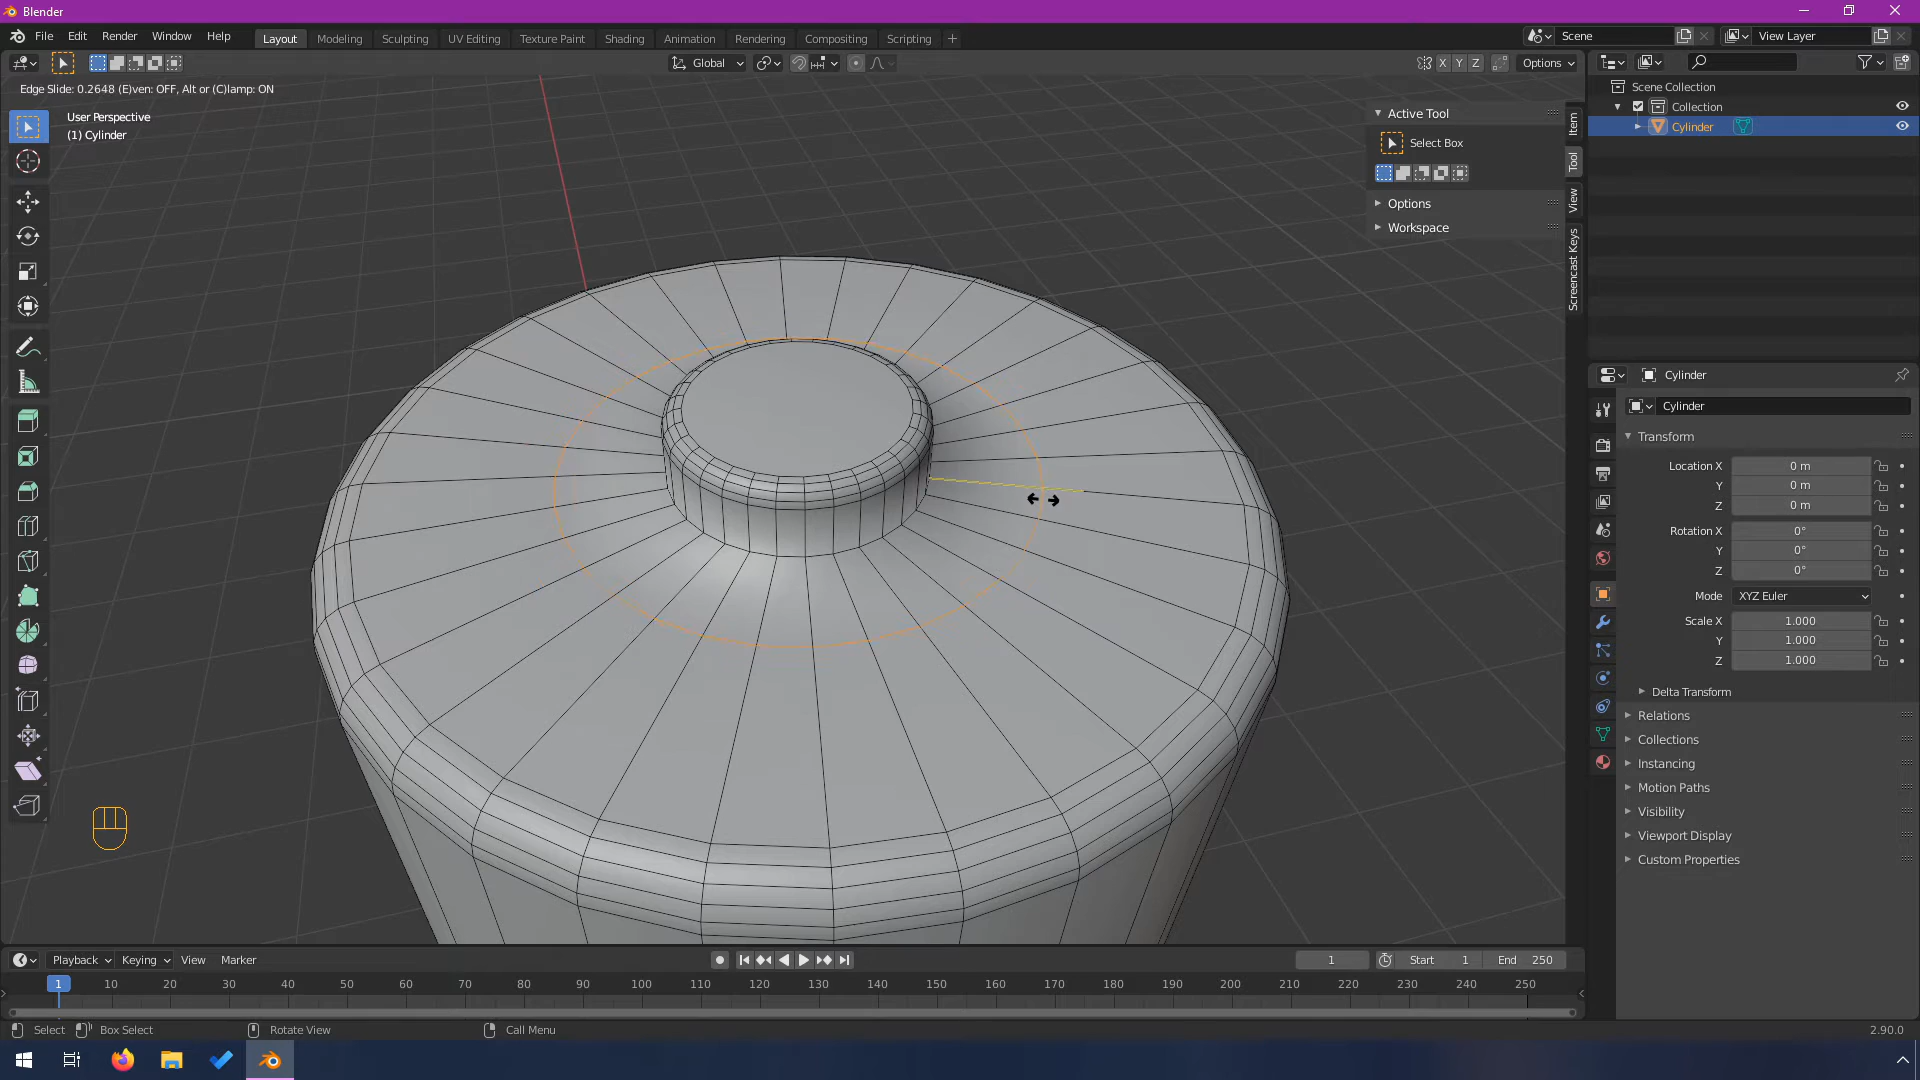 Blender
File Edit Render Window Help
Layout Modeling Sculpting UV Editing Texture Paint Shading Animation Rendering Compositing Scripting +
Scene
View Layer
Global
X Y Z Options
Edge Slide: 0.2648 (E)ven: OFF, Alt or (C)lamp: ON
User Perspective
(1) Cylinder
Active Tool
Select Box
Options
Workspace
Item
Tool
View
Screencast Keys
Scene Collection
Collection
Cylinder
Cylinder
Cylinder
Transform
Location X 0 m
Y 0 m
Z 0 m
Rotation X 0°
Y 0°
Z 0°
Mode XYZ Euler
Scale X 1.000
Y 1.000
Z 1.000
Delta Transform
Relations
Collections
Instancing
Motion Paths
Visibility
Viewport Display
Custom Properties
Playback Keying View Marker
1 Start 1 End 250
1 10 20 30 40 50 60 70 80 90 100 110 120 130 140 150 160 170 180 190 200 210 220 230 240 250
Select Box Select Rotate View Call Menu 2.90.0